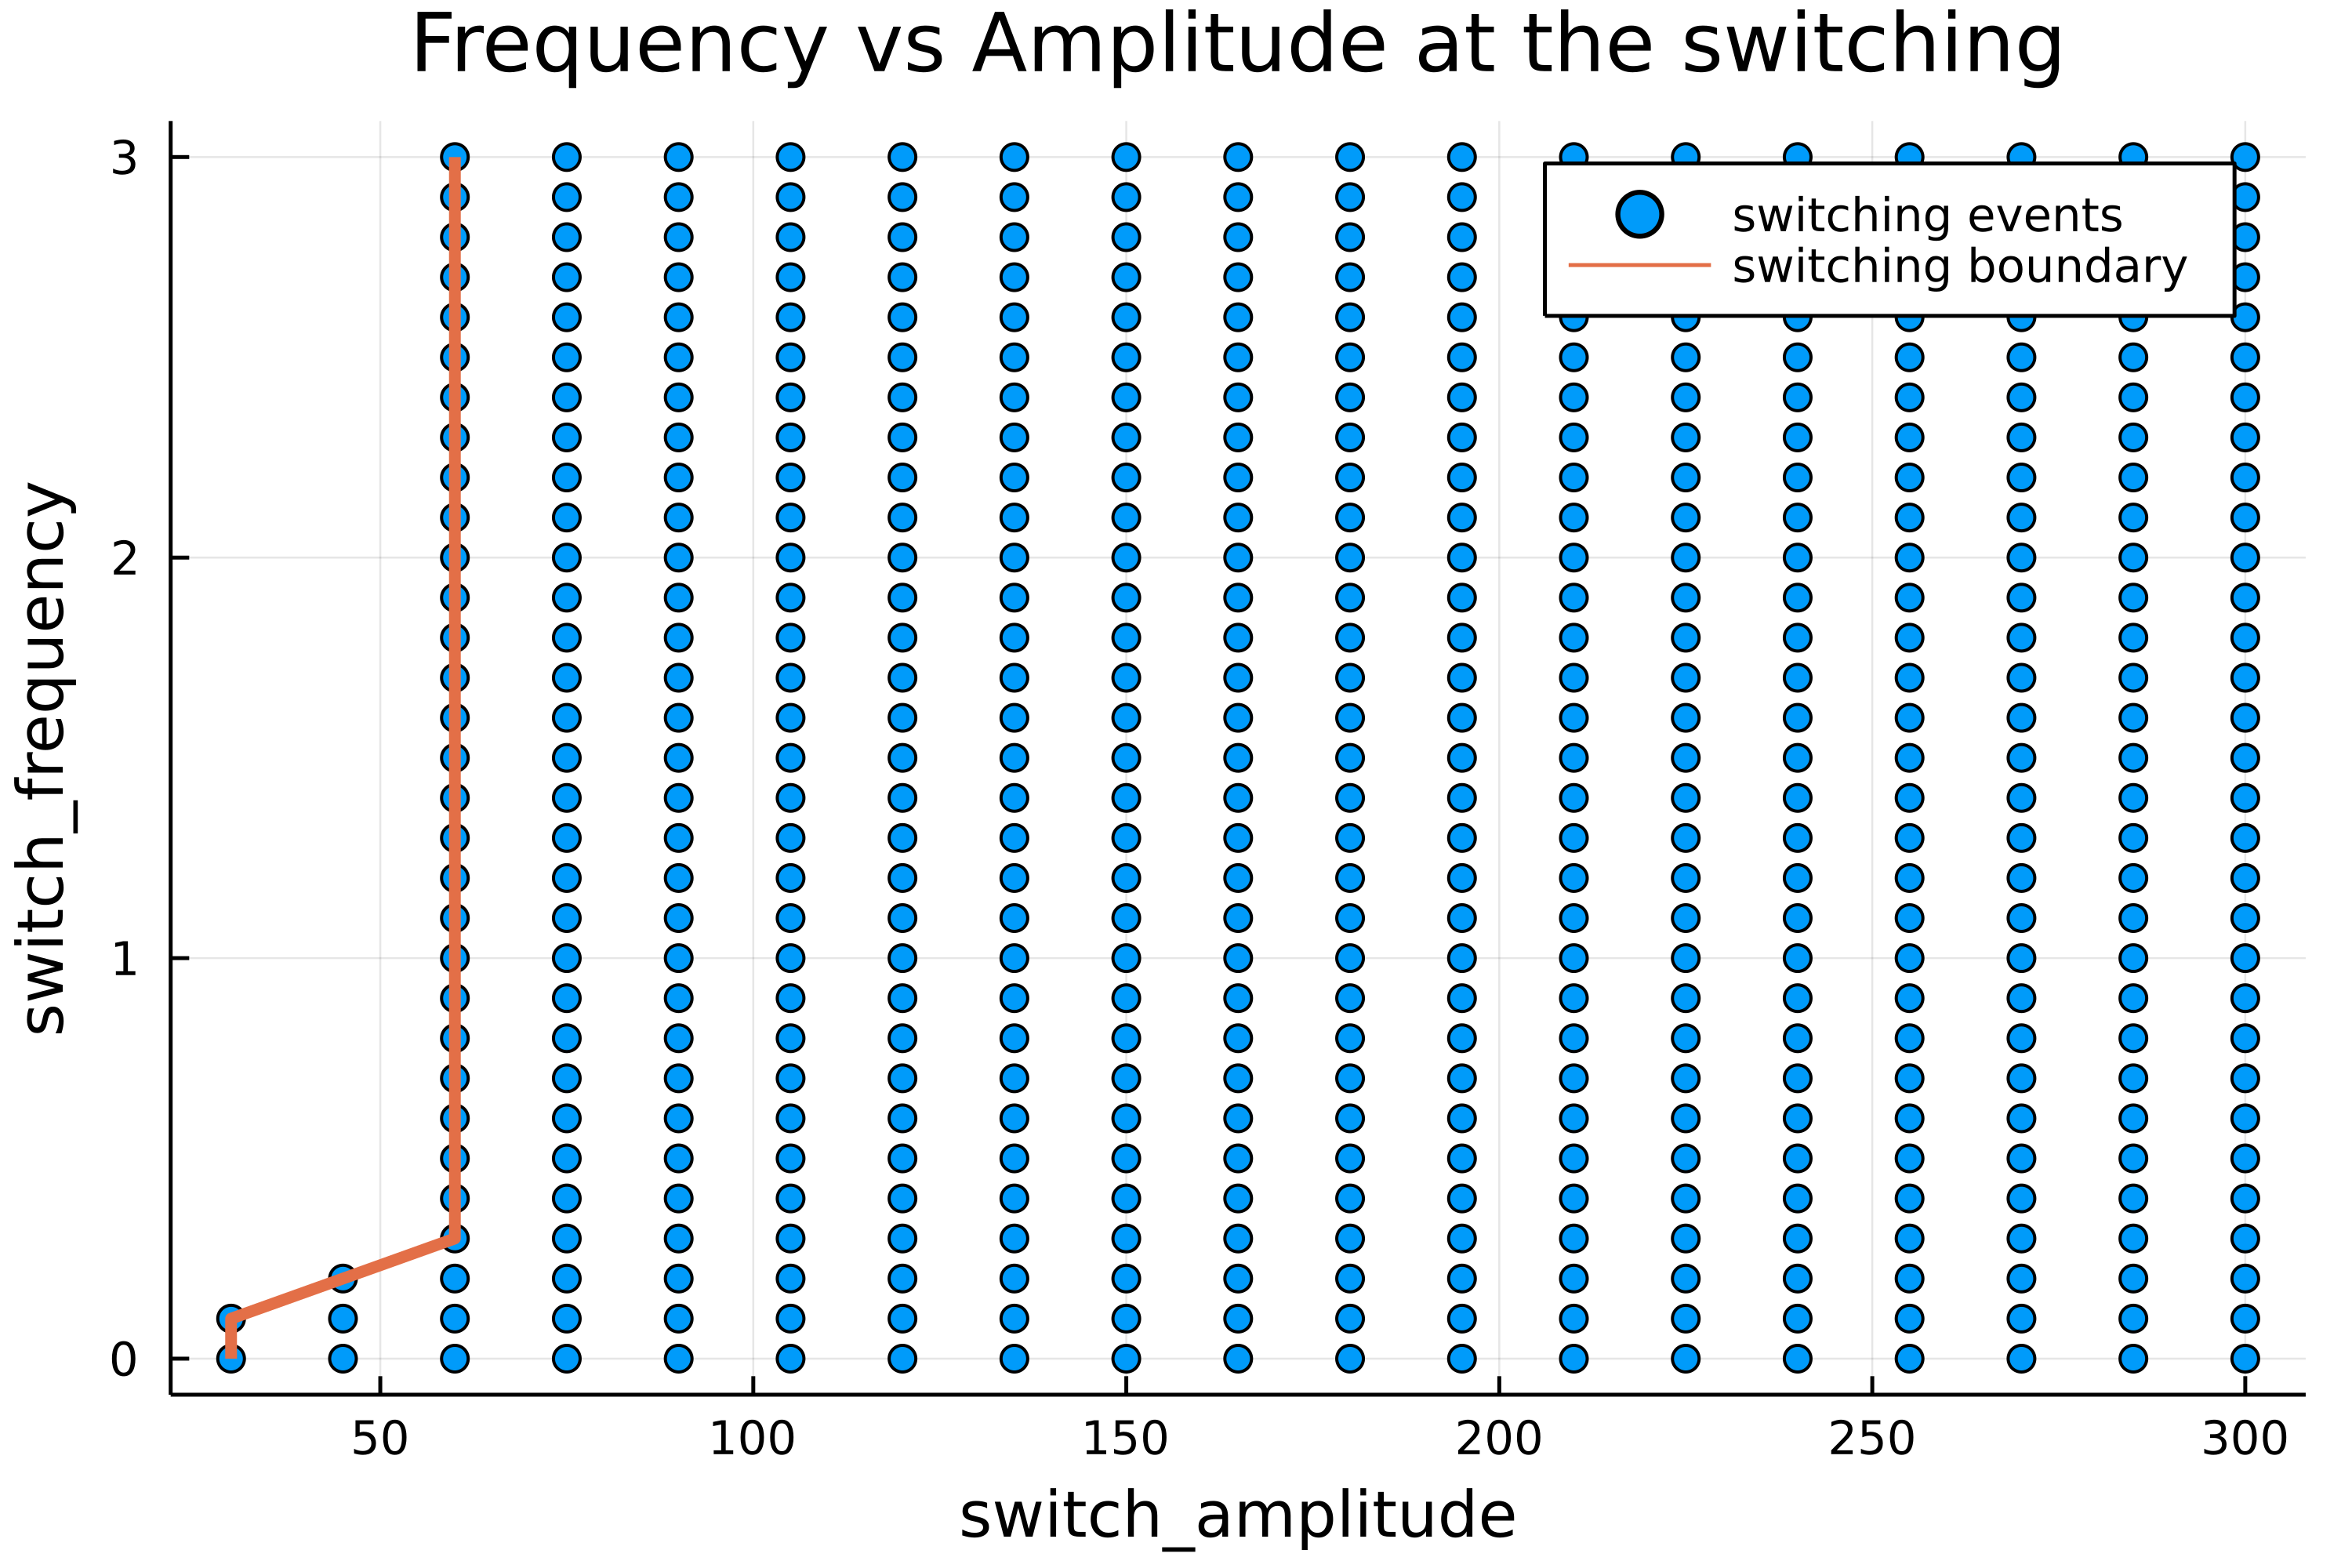 Frequency vs Amplitude at the switching
switching events
switching boundary
switch_frequency
3
2
1
0
50 100 150 200 250 300
switch_amplitude